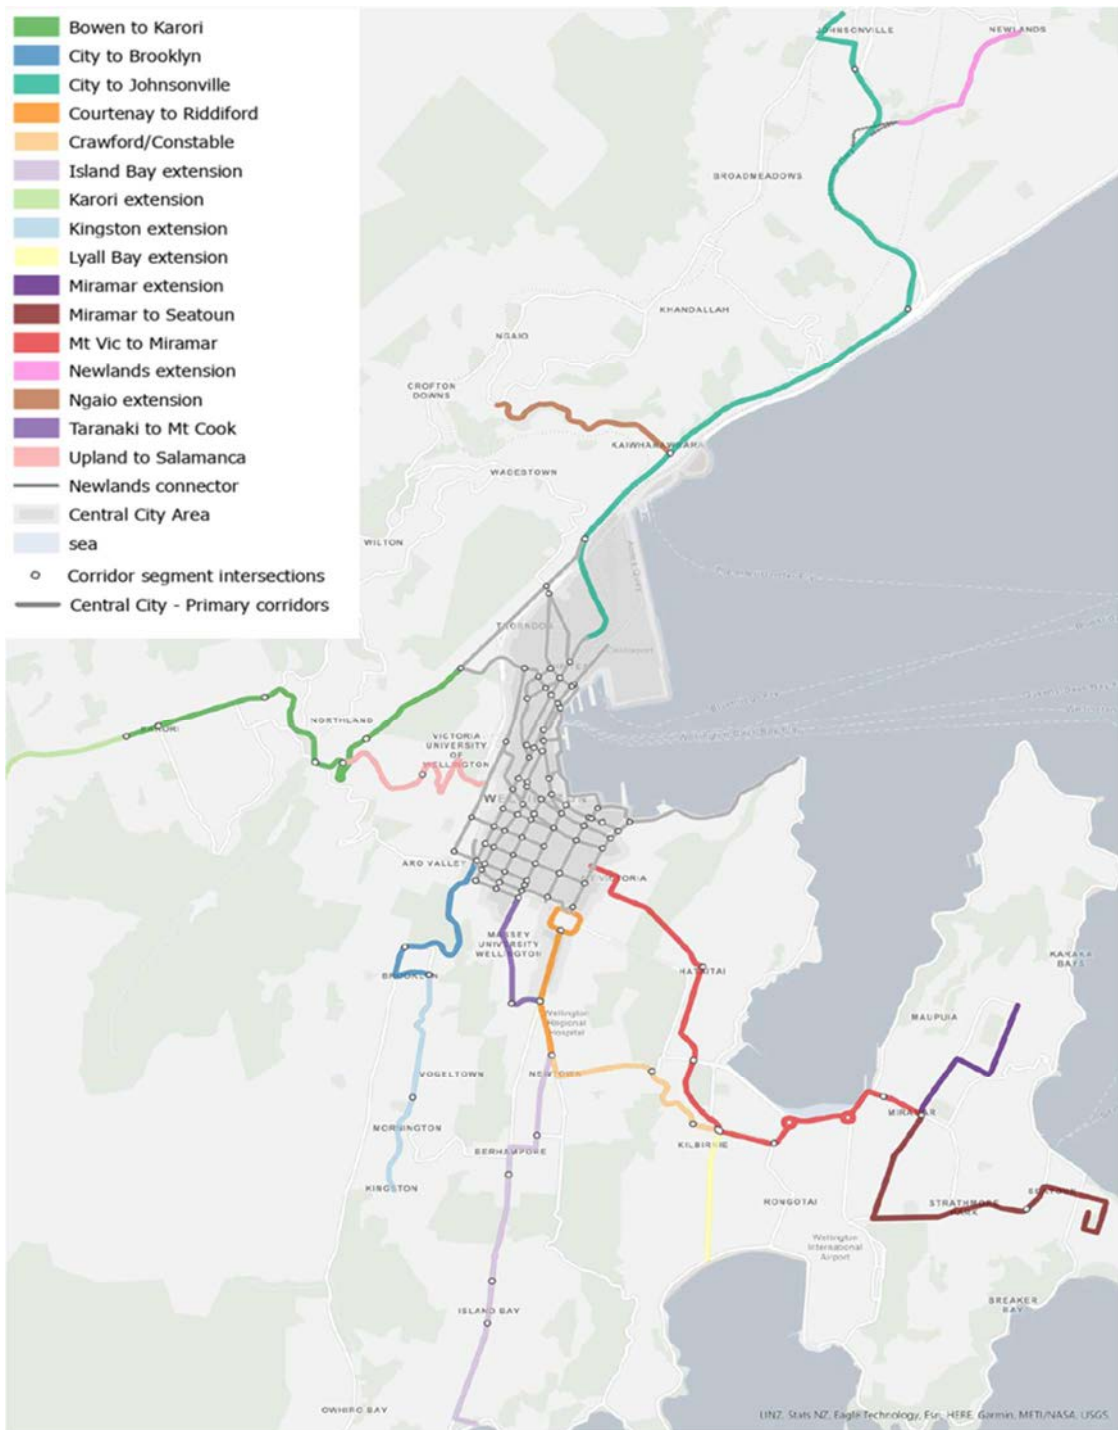 Bowen to Karori
City to Brooklyn
City to Johnsonville
Courtenay to Riddiford
Crawford/Constable
Island Bay extension
Karori extension
Kingston extension
Lyall Bay extension
Miramar extension
Miramar to Seatoun
Mt Vic to Miramar
Newlands extension
Ngaio extension
Taranaki to Mt Cook
Upland to Salamanca
Newlands connector
Central City Area
sea
Corridor segment intersections
Central City - Primary corridors
JOHNSONVILLE
NEWLANDS
BROADMEADOWS
KHANDALLAH
NGAIO
CROFTON
DOWNS
KAIWHARAWHARA
WADESTOWN
WILTON
THORNDON
NORTHLAND
KARORI
VICTORIA
UNIVERSITY
OF
WELLINGTON
WELLINGTON
ARO VALLEY
VICTORIA
MASSEY
UNIVERSITY
WELLINGTON
BROOKLYN
HATAITAI
KARAKA
BAYS
MAUPUIA
Wellington
Regional
Hospital
VOGELTOWN
NEWTOWN
MORNINGTON
MIRAMAR
BERHAMPORE
KILBIRNIE
KINGSTON
RONGOTAI
STRATHMORE
PARK
SEATOUN
Wellington
International
Airport
BREAKER
BAY
ISLAND BAY
OWHIRO BAY
LINZ, Stats NZ, Eagle Technology, Esri, HERE, Garmin, METI/NASA, USGS,